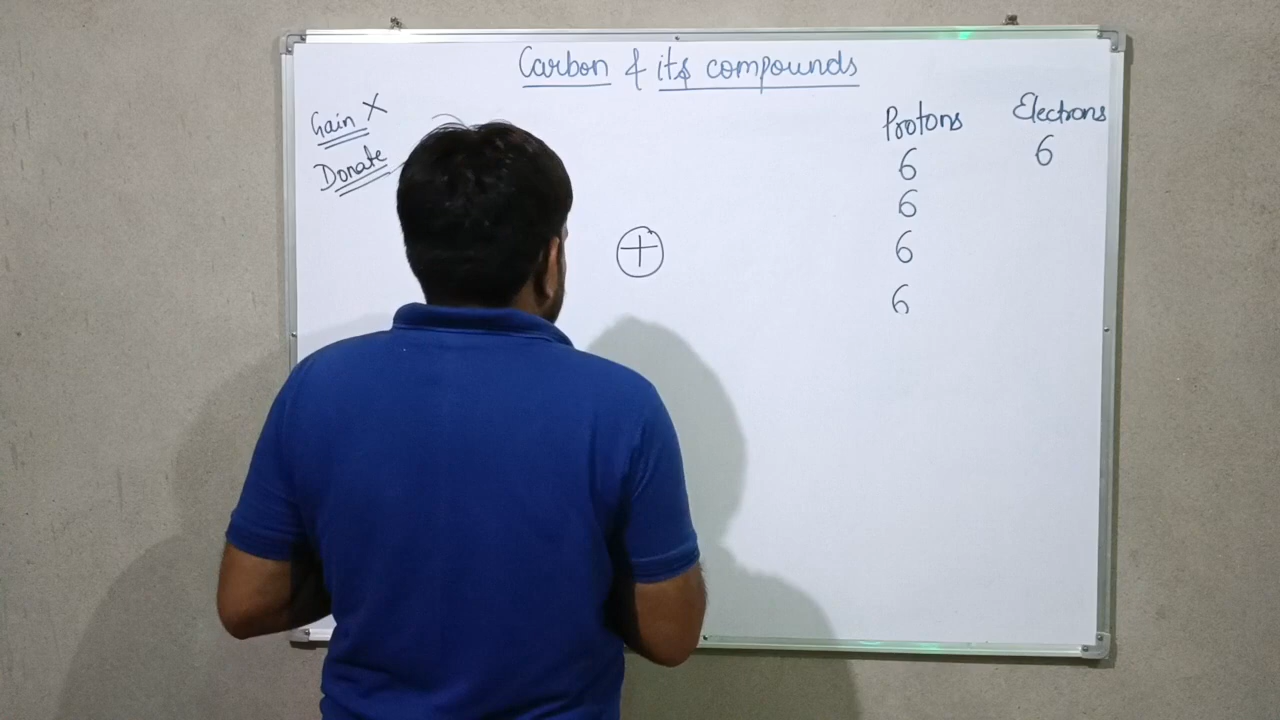 Carbon & its compounds
Gain X
Donate
+
Protons Electrons
6 6
6
6
6